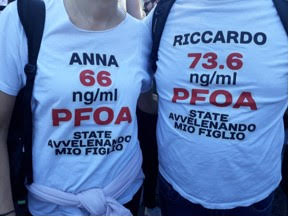 ANNA
66
ng/ml
PFOA
STATE
AVVELENANDO
MIO FIGLIO
RICCARDO
73.6
ng/ml
PFOA
STATE
AVVELENANDO
MIO FIGLIO